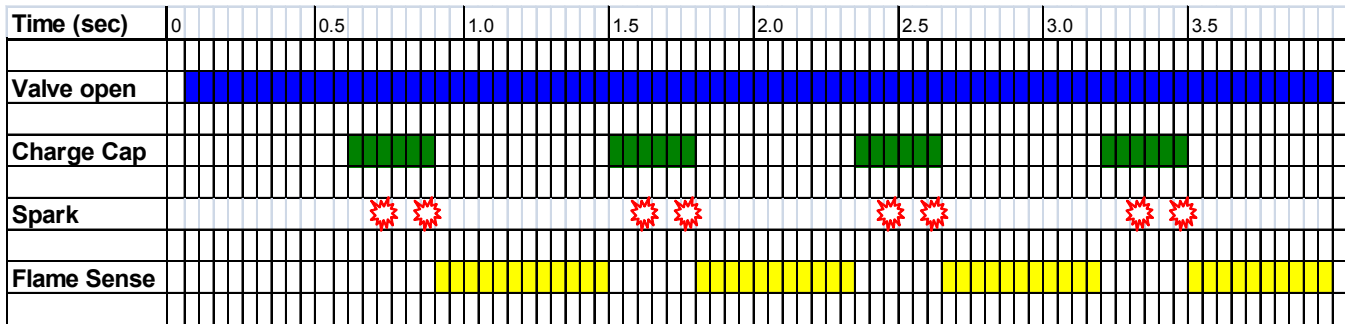 Time (sec) 0 0.5 1.0 1.5 2.0 2.5 3.0 3.5
Valve open
Charge Cap
Spark
Flame Sense